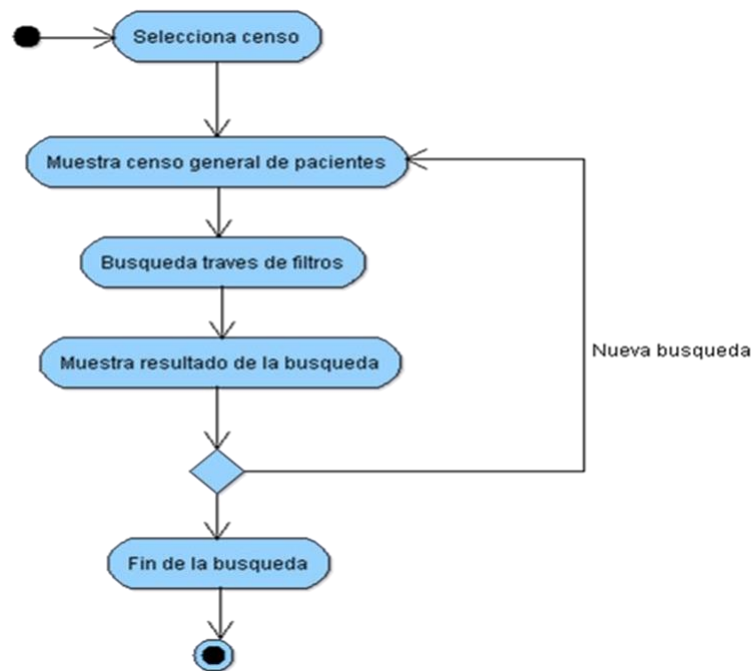 Selecciona censo
Muestra censo general de pacientes
Busqueda traves de filtros
Muestra resultado de la busqueda
Nueva busqueda
Fin de la busqueda